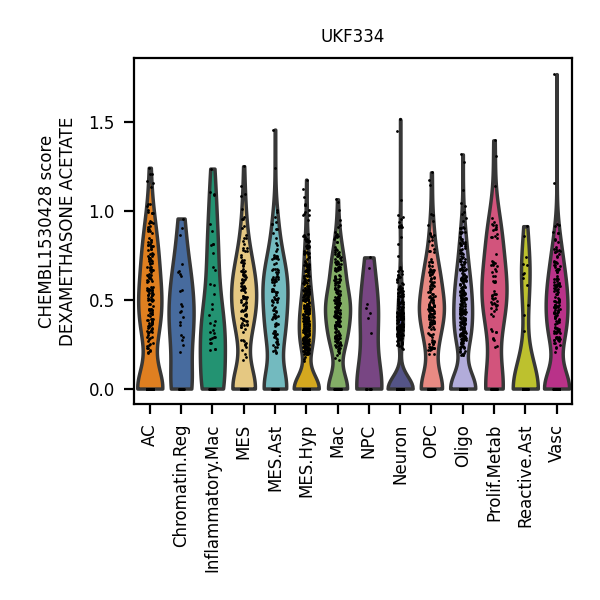 UKF334
CHEMBL1530428 score
DEXAMETHASONE ACETATE
1.5
1.0
0.5
0.0
AC
Chromatin.Reg
Inflammatory.Mac
MES
MES.Ast
MES.Hyp
Mac
NPC
Neuron
OPC
Oligo
Prolif.Metab
Reactive.Ast
Vasc